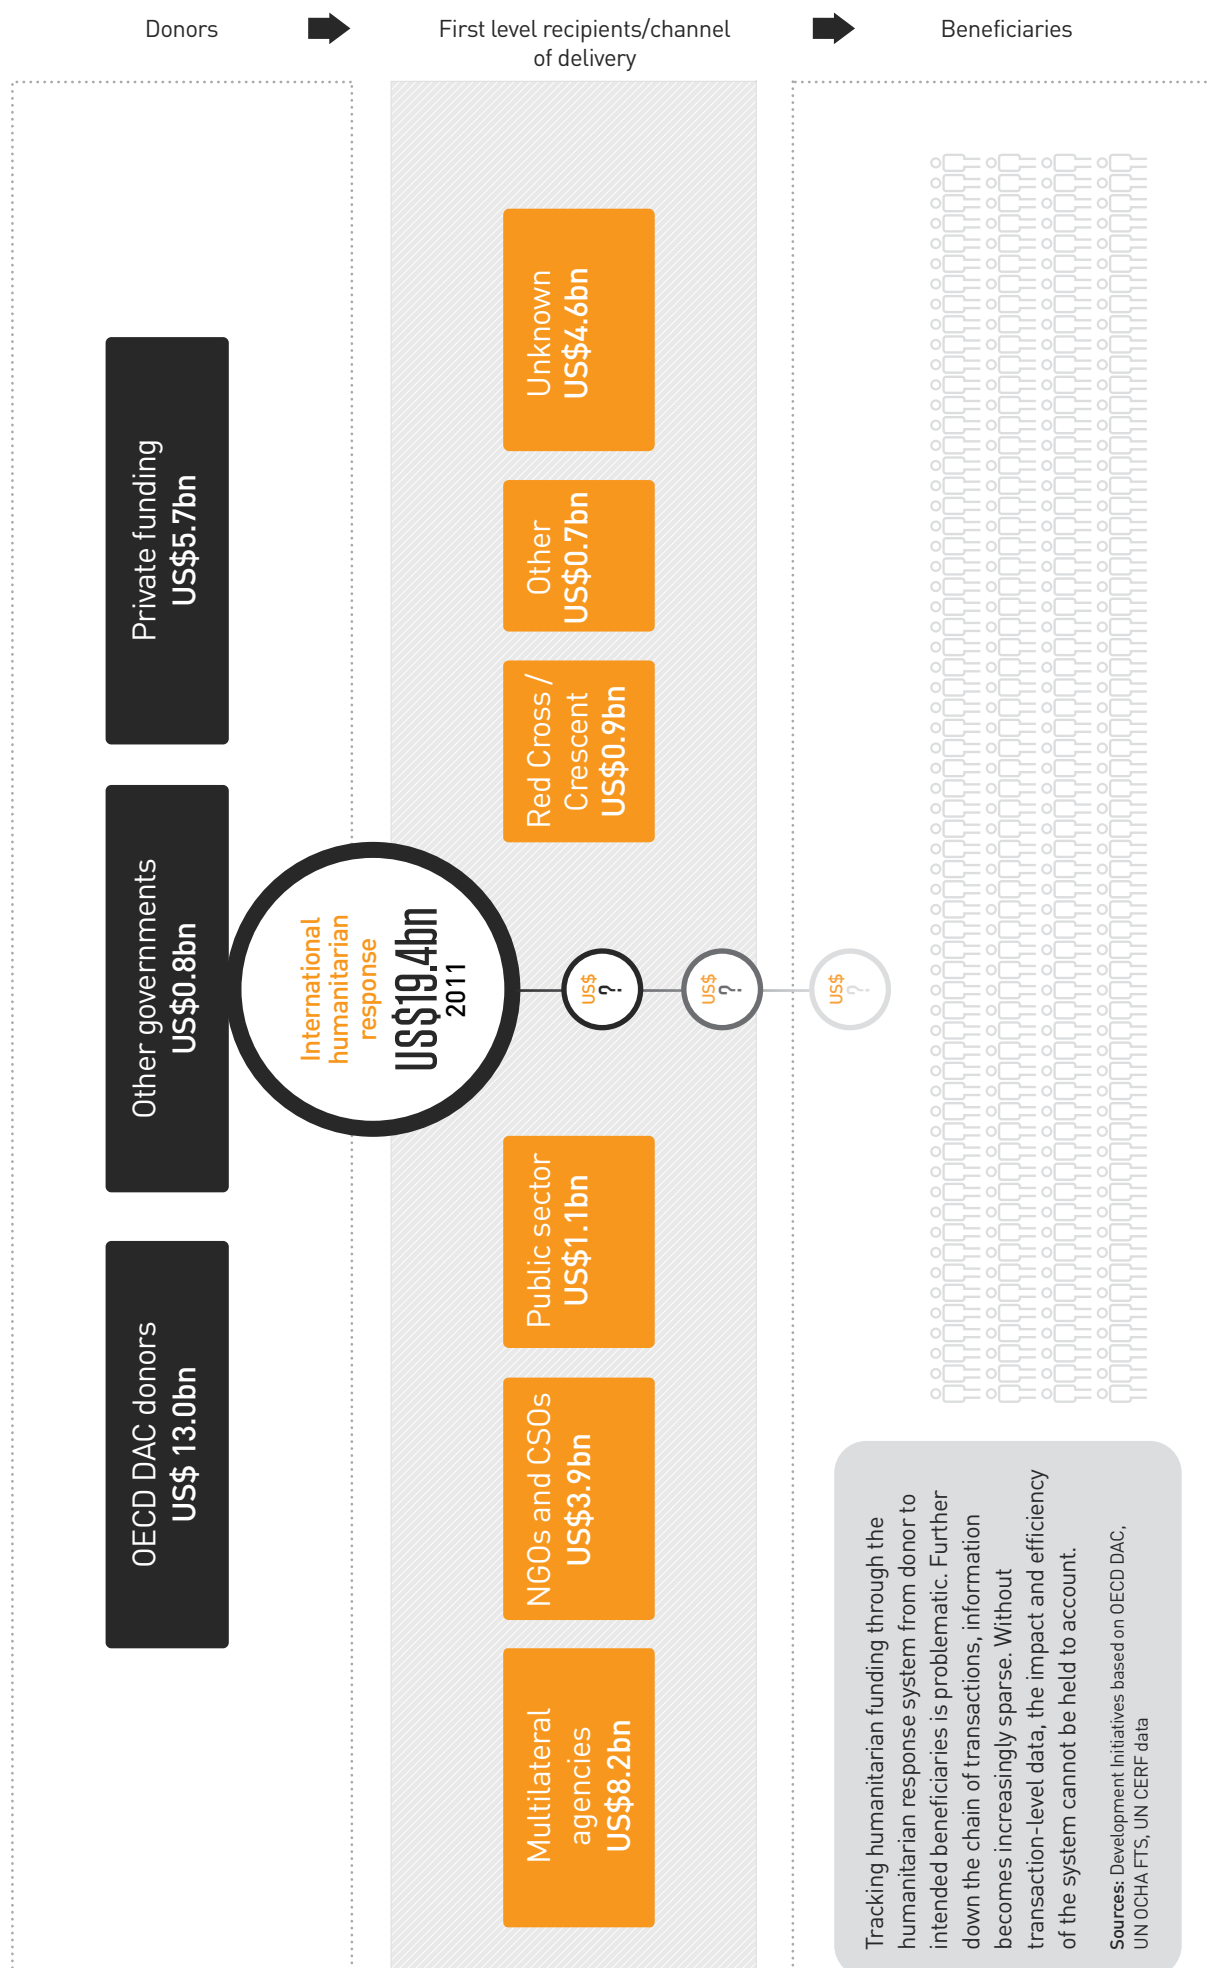 Donors
First level recipients/channel
of delivery
Beneficiaries
OECD DAC donors
US$ 13.0bn
Other governments
US$0.8bn
Private funding
US$5.7bn
International
humanitarian
response
US$19.4bn
2011
Multilateral
agencies
US$8.2bn
NGOs and CSOs
US$3.9bn
Public sector
US$1.1bn
Red Cross /
Crescent
US$0.9bn
Other
US$0.7bn
Unknown
US$4.6bn
US$
?
US$
?
US$
?
Tracking humanitarian funding through the
humanitarian response system from donor to
intended beneficiaries is problematic. Further
down the chain of transactions, information
becomes increasingly sparse. Without
transaction-level data, the impact and efficiency
of the system cannot be held to account.
Sources: Development Initiatives based on OECD DAC,
UN OCHA FTS, UN CERF data